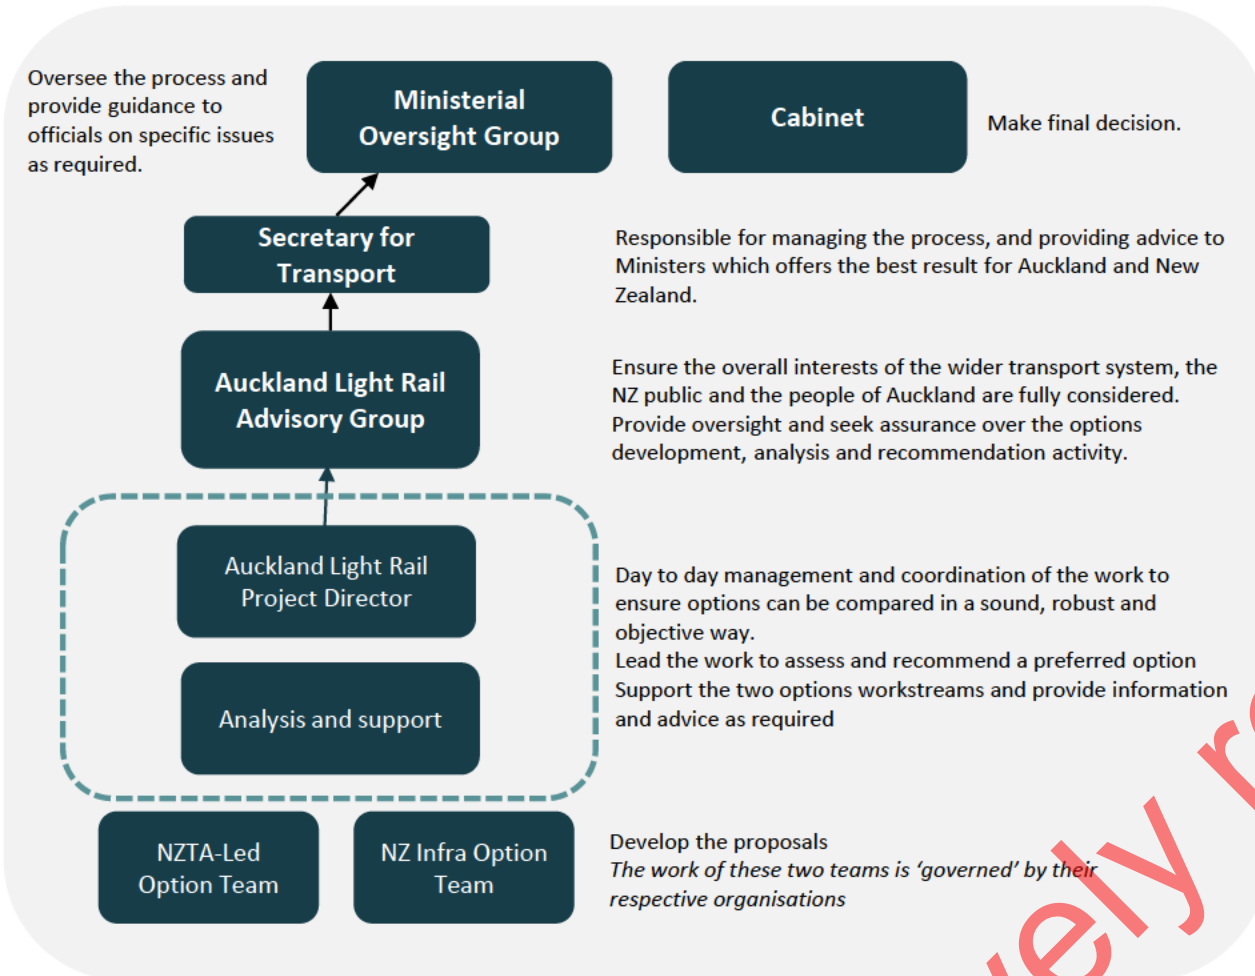 Oversee the process and
provide guidance to
officials on specific issues
as required.
Ministerial
Oversight Group
Cabinet
Make final decision.
Secretary for
Transport
Responsible for managing the process, and providing advice to
Ministers which offers the best result for Auckland and New
Zealand.
Auckland Light Rail
Advisory Group
Ensure the overall interests of the wider transport system, the
NZ public and the people of Auckland are fully considered.
Provide oversight and seek assurance over the options
development, analysis and recommendation activity.
Auckland Light Rail
Project Director
Analysis and support
Day to day management and coordination of the work to
ensure options can be compared in a sound, robust and
objective way.
Lead the work to assess and recommend a preferred option
Support the two options workstreams and provide information
and advice as required
NZTA-Led
Option Team
NZ Infra Option
Team
Develop the proposals
The work of these two teams is ‘governed’ by their
respective organisations